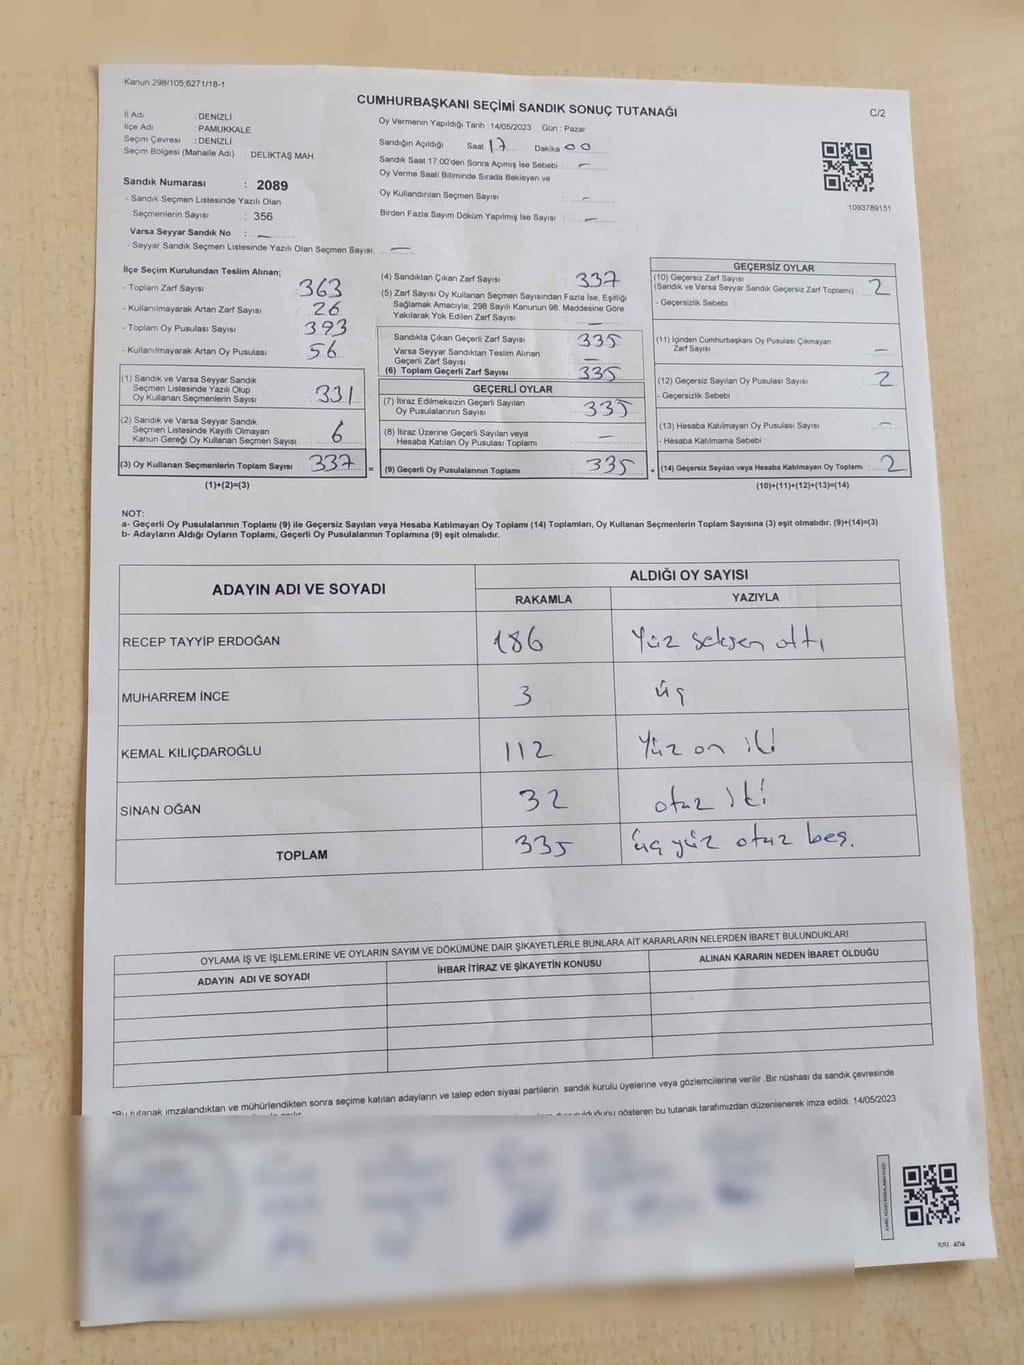 Kanun 298/105;6271/18-1
CUMHURBAŞKANI SEÇİMİ SANDIK SONUÇ TUTANAĞI
C/2
İl Adı : DENİZLİ
İlçe Adı : PAMUKKALE
Seçim Çevresi : DENİZLİ
Seçim Bölgesi (Mahalle Adı) : DELİKTAŞ MAH.
Sandık Numarası : 2089
- Sandık Seçmen Listesinde Yazılı Olan
Seçmenlerin Sayısı : 356
Varsa Seyyar Sandık No : —
- Seyyar Sandık Seçmen Listesinde Yazılı Olan Seçmen Sayısı: —
Oy Vermenin Yapıldığı Tarih : 14/05/2023 Gün : Pazar
Sandığın Açıldığı Saat 17 Dakika 00
Sandık Saat 17:00'den Sonra Açımış İse Sebebi : —
Oy Verme Saati Bitiminde Sırada Bekleyen ve
Oy Kullandırılan Seçmen Sayısı : —
Birden Fazla Sayım Döküm Yapılmış İse Sayısı : —
1093789151
İlçe Seçim Kurulundan Teslim Alınan;
- Toplam Zarf Sayısı : 363
- Kullanılmayarak Artan Zarf Sayısı : 26
- Toplam Oy Pusulası Sayısı : 393
- Kullanılmayarak Artan Oy Pusulası : 56
(1) Sandık ve Varsa Seyyar Sandık
Seçmen Listesinde Yazılı Olup
Oy Kullanan Seçmenlerin Sayısı : 331
(2) Sandık ve Varsa Seyyar Sandık
Seçmen Listesinde Kayıtlı Olmayan
Kanun Gereği Oy Kullanan Seçmen Sayısı : 6
(3) Oy Kullanan Seçmenlerin Toplam Sayısı : 337 =
(1)+(2)=(3)
(4) Sandıktan Çıkan Zarf Sayısı : 337
(5) Zarf Sayısı Oy Kullanan Seçmen Sayısından Fazla İse, Eşitliği
Sağlamak Amacıyla; 298 Sayılı Kanunun 98. Maddesine Göre
Yakılarak Yok Edilen Zarf Sayısı : —
Sandıkta Çıkan Geçerli Zarf Sayısı : 335
Varsa Seyyar Sandıktan Teslim Alınan
Geçerli Zarf Sayısı : —
(6) Toplam Geçerli Zarf Sayısı : 335
GEÇERLİ OYLAR
(7) İtiraz Edilmeksizin Geçerli Sayılan
Oy Pusulalarının Sayısı : 335
(8) İtiraz Üzerine Geçerli Sayılan veya
Hesaba Katılan Oy Pusulası Toplamı : —
(9) Geçerli Oy Pusulalarının Toplamı : 335 +
GEÇERSİZ OYLAR
(10) Geçersiz Zarf Sayısı
(Sandık ve Varsa Seyyar Sandık Geçersiz Zarf Toplamı) : 2
- Geçersizlik Sebebi :
(11) İçinden Cumhurbaşkanı Oy Pusulası Çıkmayan
Zarf Sayısı : —
(12) Geçersiz Sayılan Oy Pusulası Sayısı : 2
- Geçersizlik Sebebi :
(13) Hesaba Katılmayan Oy Pusulası Sayısı : —
- Hesaba Katılmama Sebebi :
(14) Geçersiz Sayılan veya Hesaba Katılmayan Oy Toplamı : 2
(10)+(11)+(12)+(13)=(14)
NOT:
a- Geçerli Oy Pusulalarının Toplamı (9) ile Geçersiz Sayılan veya Hesaba Katılmayan Oy Toplamı (14) Toplamları, Oy Kullanan Seçmenlerin Toplam Sayısına (3) eşit olmalıdır. (9)+(14)=(3)
b- Adayların Aldığı Oyların Toplamı, Geçerli Oy Pusulalarının Toplamına (9) eşit olmalıdır.
ADAYIN ADI VE SOYADI
ALDIĞI OY SAYISI
RAKAMLA YAZIYLA
RECEP TAYYİP ERDOĞAN 186 Yüz seksen altı
MUHARREM İNCE 3 üç
KEMAL KILIÇDAROĞLU 112 Yüz on iki
SİNAN OĞAN 32 otuz iki
TOPLAM 335 üç yüz otuz beş.
OYLAMA İŞ VE İŞLEMLERİNE VE OYLARIN SAYIM VE DÖKÜMÜNE DAİR ŞİKAYETLERLE BUNLARA AİT KARARLARIN NELERDEN İBARET BULUNDUKLARI
ADAYIN ADI VE SOYADI İHBAR İTİRAZ VE ŞİKAYETİN KONUSU ALINAN KARARIN NEDEN İBARET OLDUĞU
*Bu tutanak imzalandıktan ve mühürlendikten sonra seçime katılan adayların ve talep eden siyasi partilerin sandık kurulu üyelerine veya gözlemcilerine verilir .Bir nüshası da sandık çevresinde
gösteren bu tutanak tarafımızdan düzenlenerek imza edildi. 14/05/2023